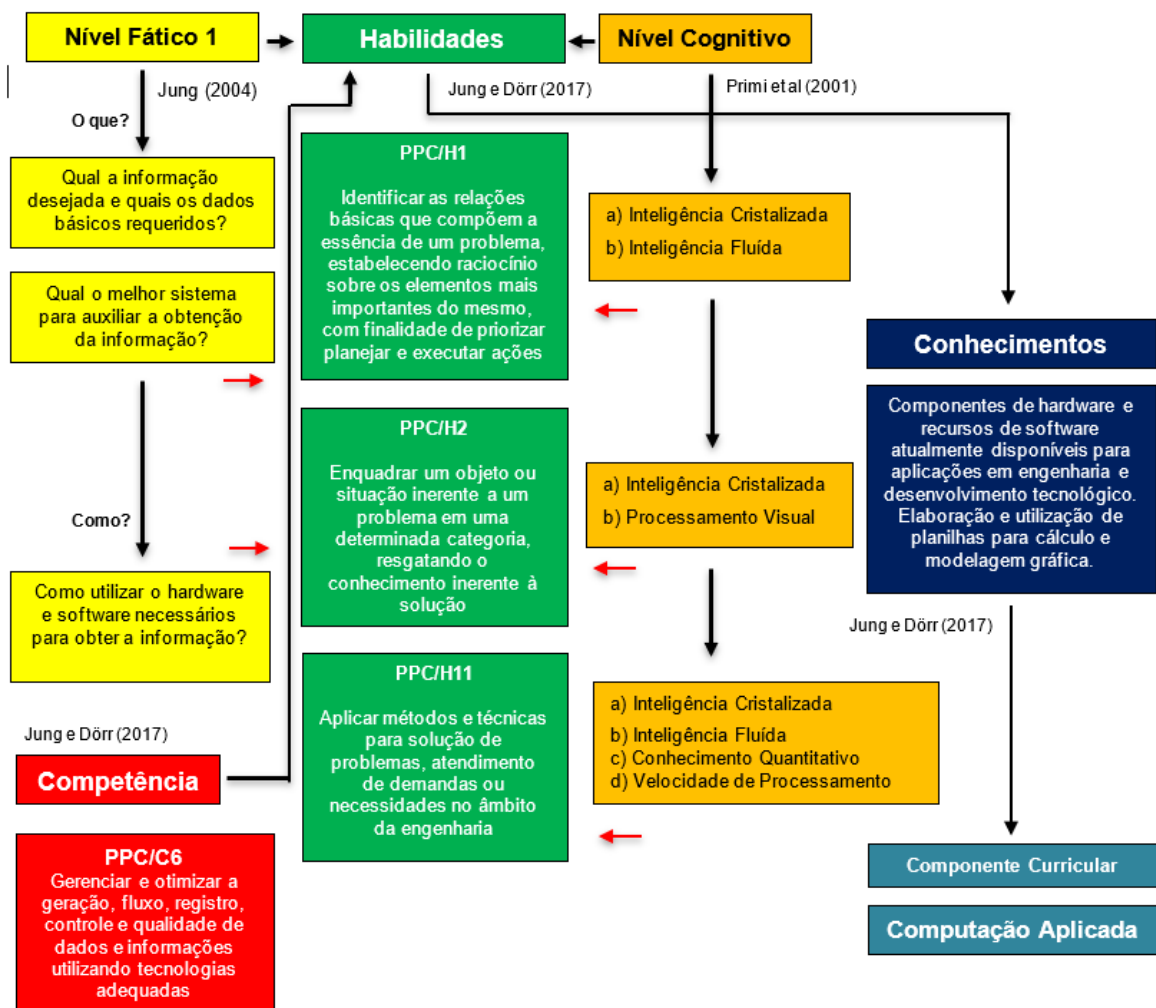 Nível Fático 1
Habilidades
Nível Cognitivo
Jung (2004)
Jung e Dörr (2017)
Primi et al (2001)
O que?
Qual a informação
desejada e quais os dados
básicos requeridos?
Qual o melhor sistema
para auxiliar a obtenção
da informação?
Como?
Como utilizar o hardware
e software necessários
para obter a informação?
Jung e Dörr (2017)
Competência
PPC/C6
Gerenciar e otimizar a
geração, fluxo, registro,
controle e qualidade de
dados e informações
utilizando tecnologias
adequadas
PPC/H1
Identificar as relações
básicas que compõem a
essência de um problema,
estabelecendo raciocínio
sobre os elementos mais
importantes do mesmo,
com finalidade de priorizar
planejar e executar ações
PPC/H2
Enquadrar um objeto ou
situação inerente a um
problema em uma
determinada categoria,
resgatando o
conhecimento inerente à
solução
PPC/H11
Aplicar métodos e técnicas
para solução de
problemas, atendimento
de demandas ou
necessidades no âmbito
da engenharia
a) Inteligência Cristalizada
b) Inteligência Fluída
a) Inteligência Cristalizada
b) Processamento Visual
a) Inteligência Cristalizada
b) Inteligência Fluída
c) Conhecimento Quantitativo
d) Velocidade de Processamento
Conhecimentos
Componentes de hardware e
recursos de software
atualmente disponíveis para
aplicações em engenharia e
desenvolvimento tecnológico.
Elaboração e utilização de
planilhas para cálculo e
modelagem gráfica.
Jung e Dörr (2017)
Componente Curricular
Computação Aplicada